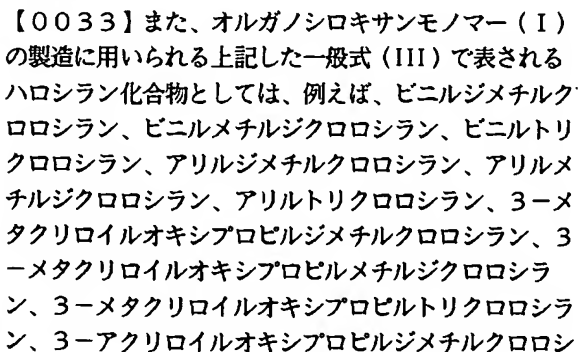 【0033】また、オルガノシロキサンモノマー(I)
の製造に用いられる上記した一般式(III)で表される
ハロシラン化合物としては、例えば、ビニルジメチルク
ロロシラン、ビニルメチルジクロロシラン、ビニルトリ
クロロシラン、アリルジメチルクロロシラン、アリルメ
チルジクロロシラン、アリルトリクロロシラン、3-メ
タクリロイルオキシプロピルジメチルクロロシラン、3
-メタクリロイルオキシプロピルメチルジクロロシラ
ン、3-メタクリロイルオキシプロピルトリクロロシラ
ン、3-アクリロイルオキシプロピルジメチルクロロシ